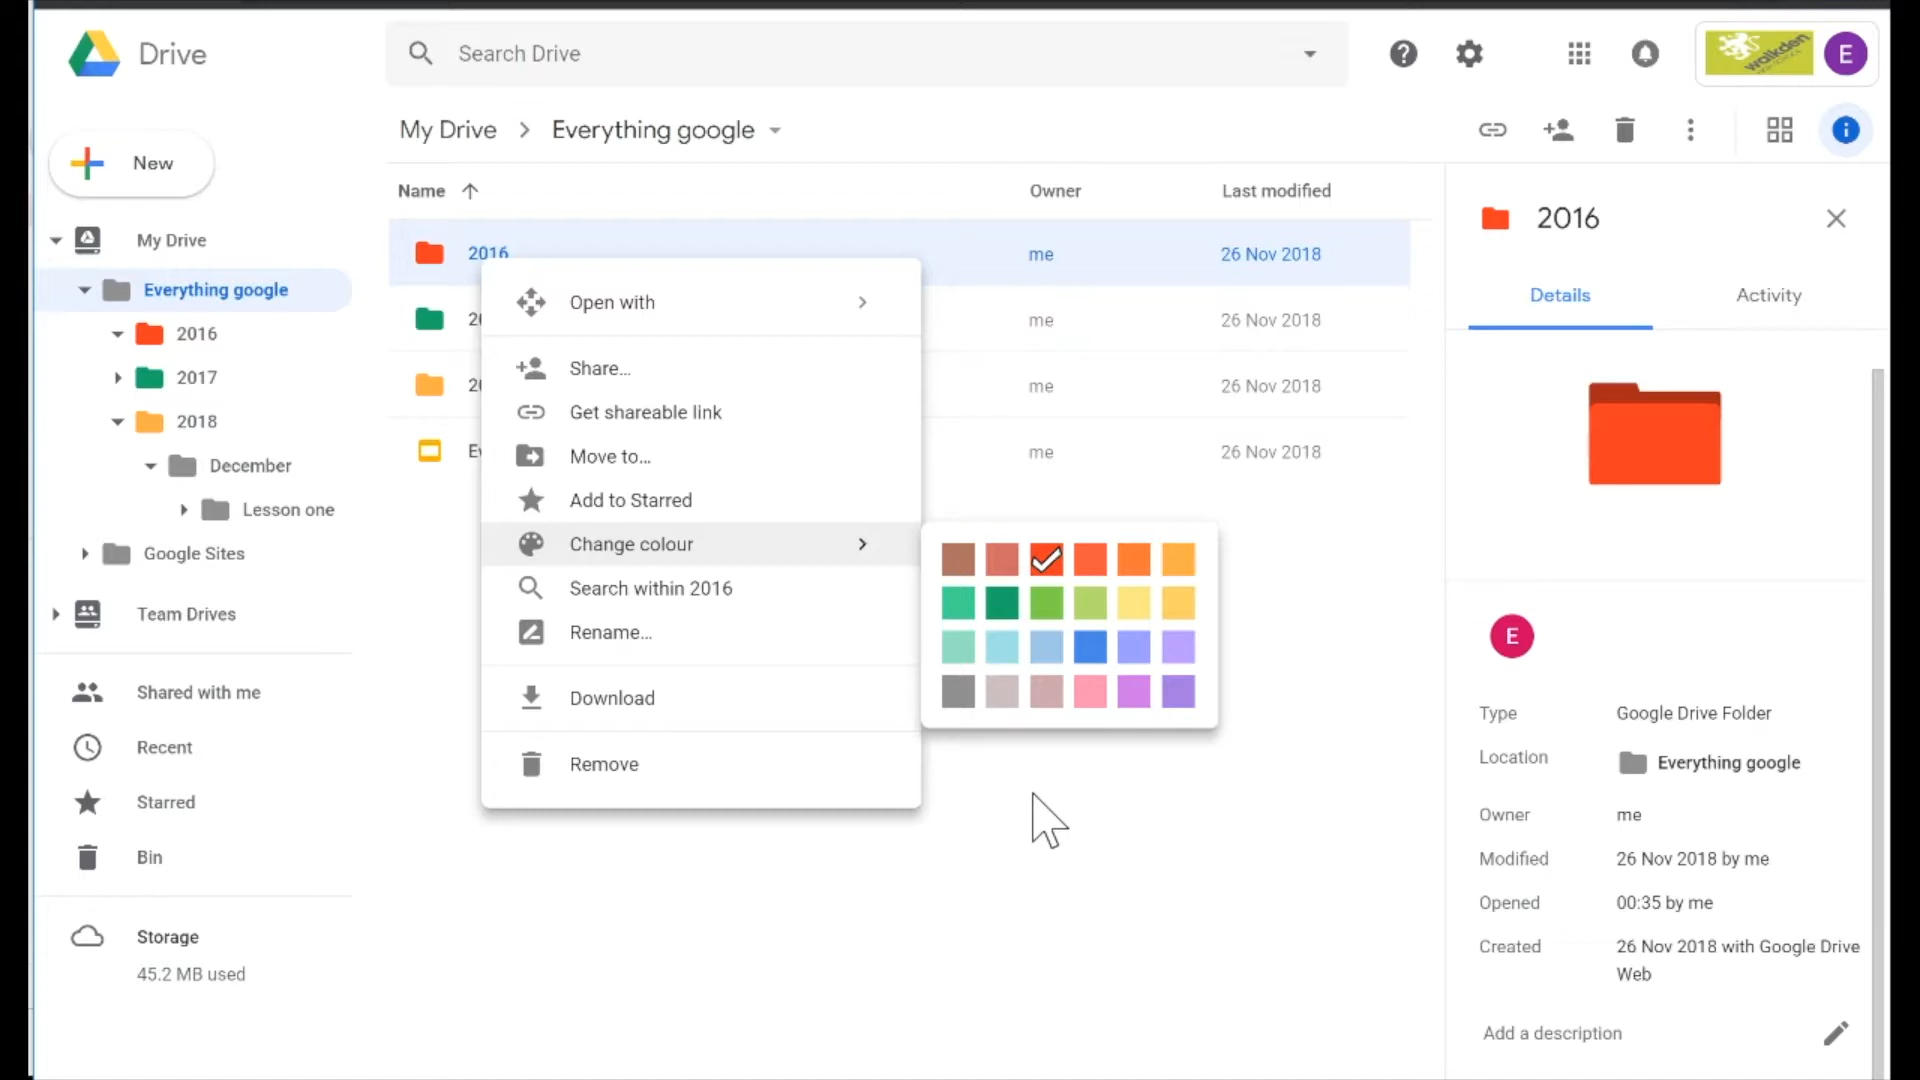 Drive
Search Drive
walkden
E
My Drive
Everything google
New
Name
Owner
Last modified
My Drive
Everything google
2016
2017
2018
December
Lesson one
Google Sites
Team Drives
Shared with me
Recent
Starred
Bin
Storage
45.2 MB used
2016
me
26 Nov 2018
me
26 Nov 2018
me
26 Nov 2018
me
26 Nov 2018
Open with
Share...
Get shareable link
Move to...
Add to Starred
Change colour
Search within 2016
Rename...
Download
Remove
2016
Details
Activity
E
Type
Google Drive Folder
Location
Everything google
Owner
me
Modified
26 Nov 2018 by me
Opened
00:35 by me
Created
26 Nov 2018 with Google Drive
Web
Add a description